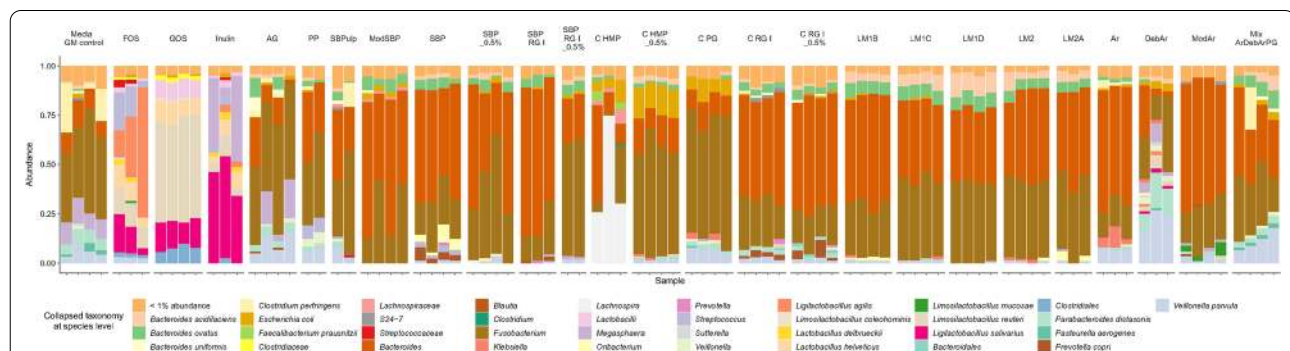 Media
GM control
FOS
GOS
Inulin
AG
PP
SBPulp
ModSBP
SBP
SBP
_0.5%
SBP
RG I
SBP
RG I
_0.5%
C HMP
C HMP
_0.5%
C PG
C RG I
C RG I
_0.5%
LM1B
LM1C
LM1D
LM2
LM2A
Ar
DebAr
ModAr
Mix
ArDebArPG
1.00
0.75
0.50
0.25
0.00
Abundance
Sample
Collapsed taxonomy
at species level
< 1% abundance
Bacteroides acidifaciens
Bacteroides ovatus
Bacteroides uniformis
Clostridium perfringens
Escherichia coli
Faecalibacterium prausnitzii
Clostridiaceae
Lachnospiraceae
S24−7
Streptococcaceae
Bacteroides
Blautia
Clostridium
Fusobacterium
Klebsiella
Lachnospira
Lactobacilli
Megasphaera
Oribacterium
Prevotella
Streptococcus
Sutterella
Veillonella
Ligilactobacillus agilis
Limosilactobacillus coleohominis
Lactobacillus delbrueckii
Lactobacillus helveticus
Limosilactobacillus mucosae
Limosilactobacillus reuteri
Ligilactobacillus salivarius
Bacteroidales
Clostridiales
Parabacteroides distasonis
Pasteurella aerogenes
Prevotella copri
Veillonella parvula